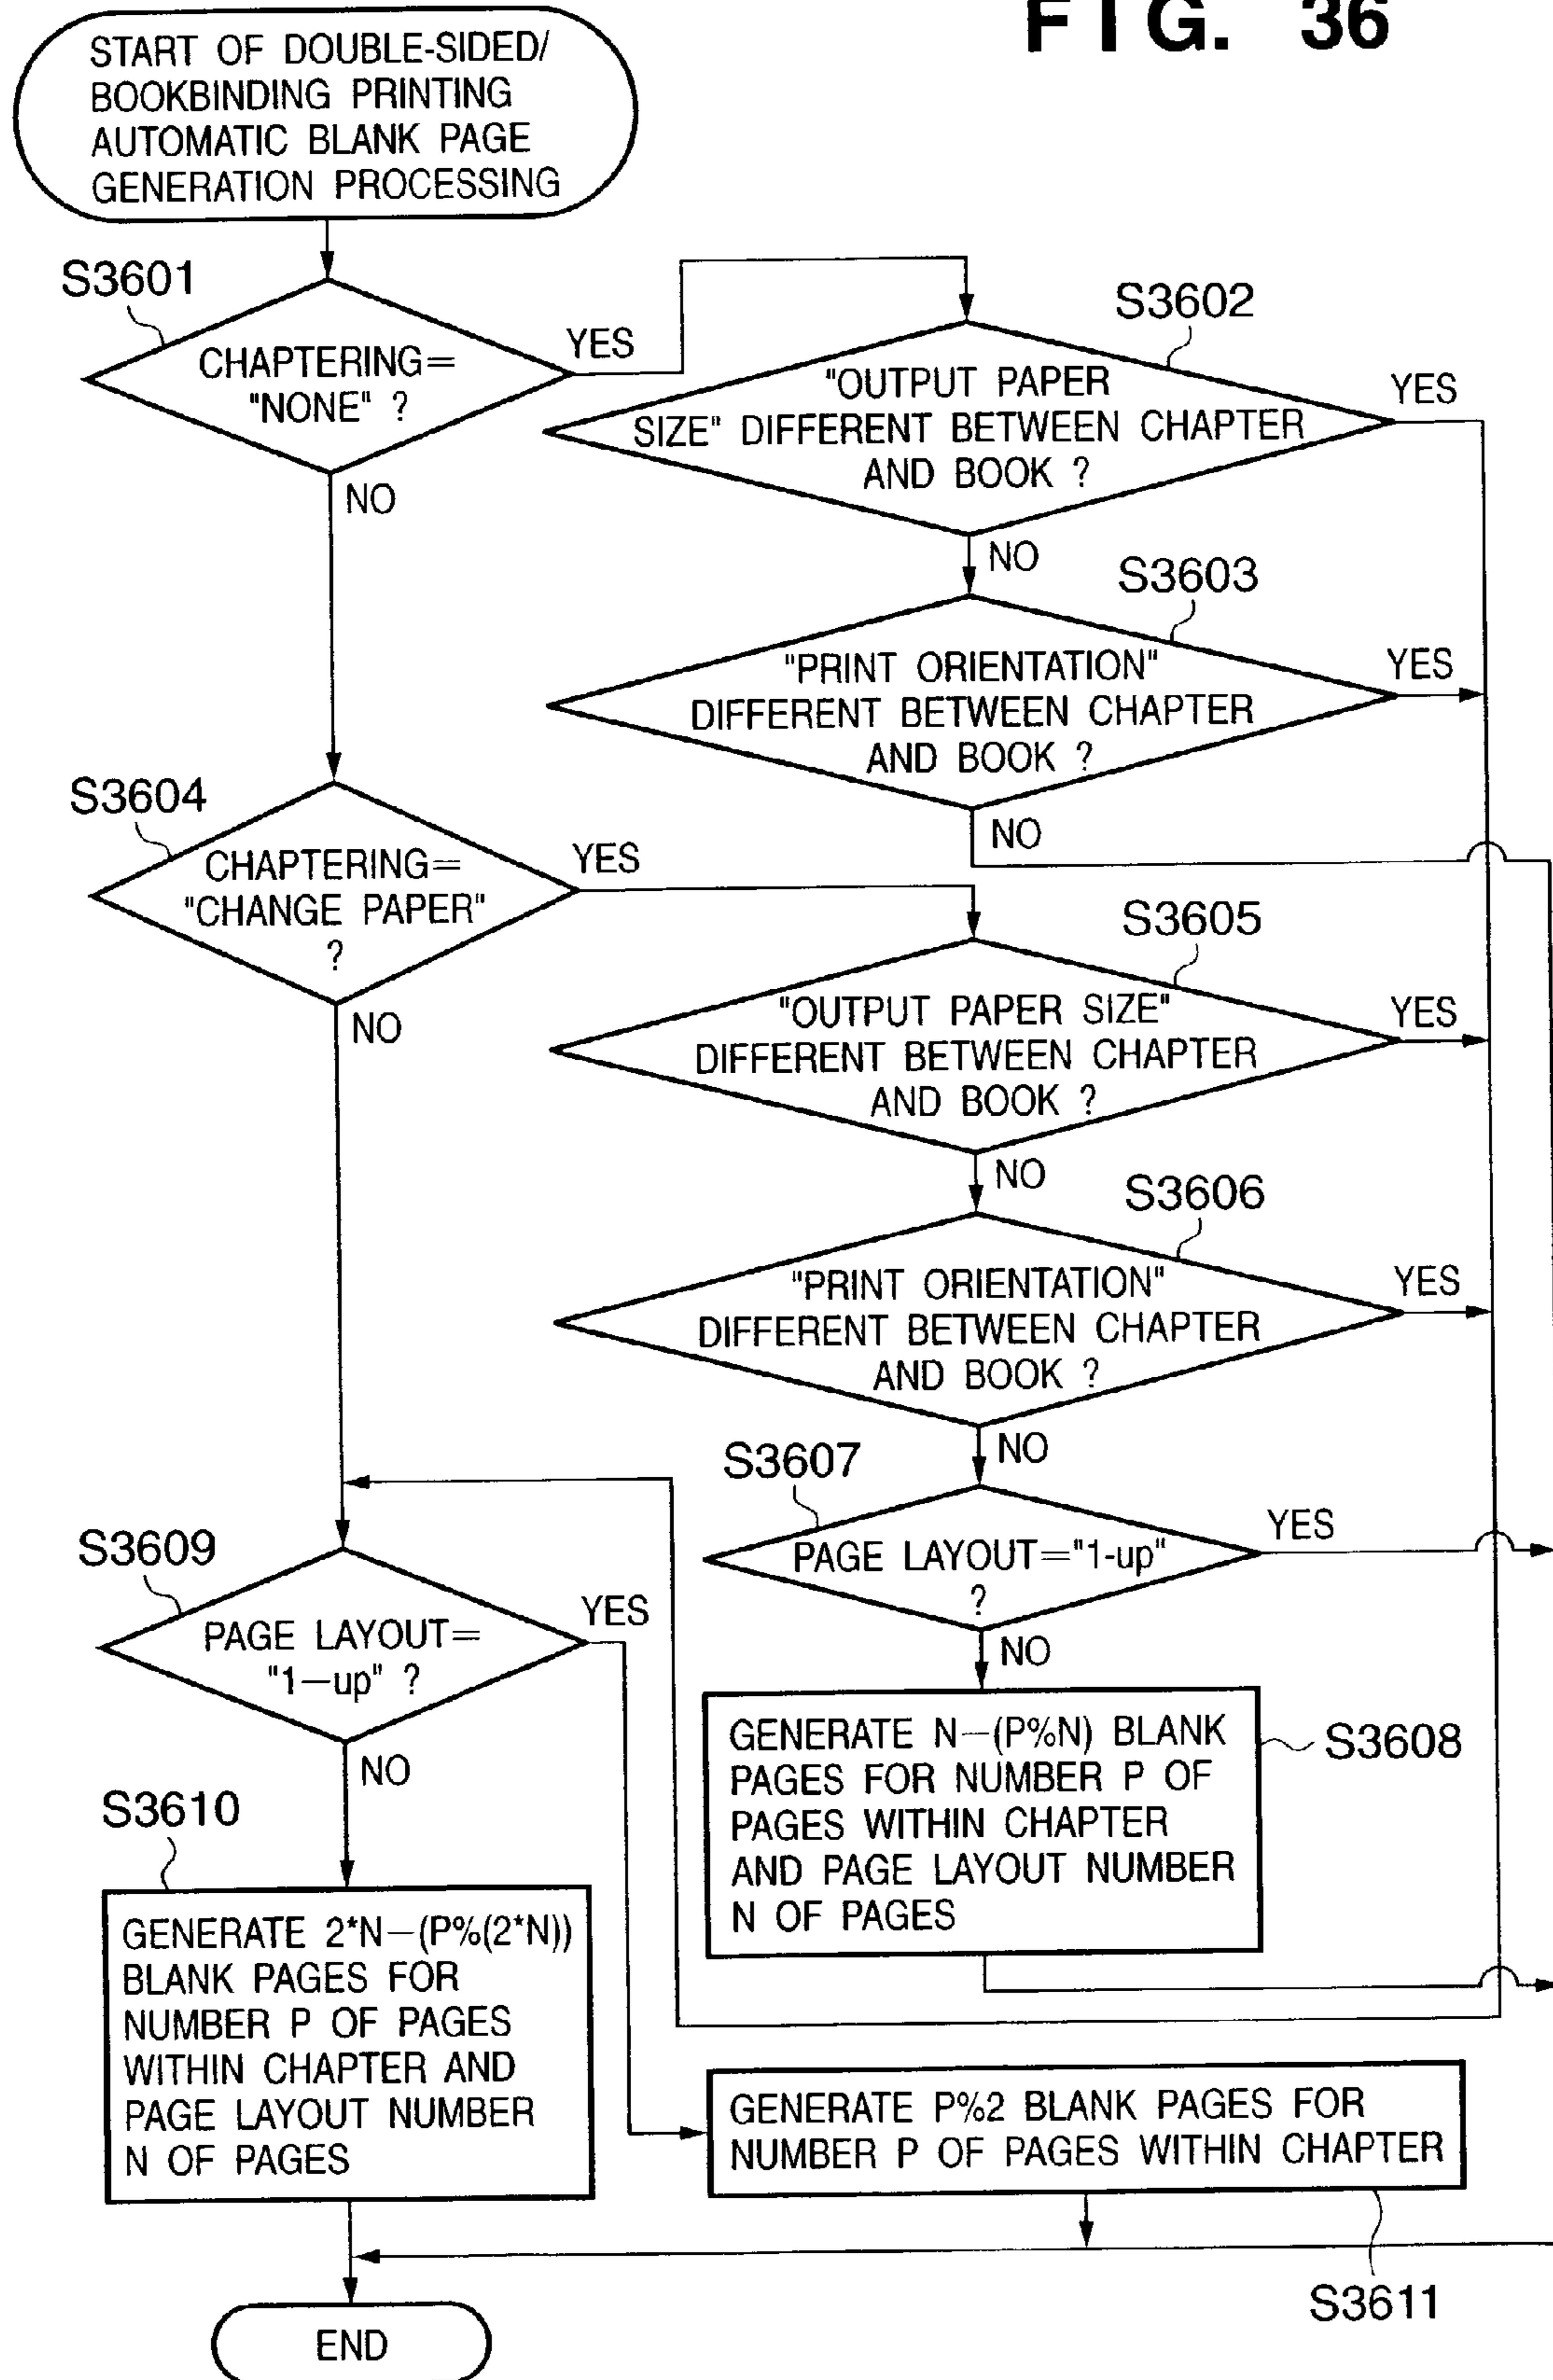 FIG. 36
START OF DOUBLE-SIDED/
BOOKBINDING PRINTING
AUTOMATIC BLANK PAGE
GENERATION PROCESSING
S3601
CHAPTERING=
"NONE" ?
YES
NO
S3602
"OUTPUT PAPER
SIZE" DIFFERENT BETWEEN CHAPTER
AND BOOK ?
YES
NO
S3603
"PRINT ORIENTATION"
DIFFERENT BETWEEN CHAPTER
AND BOOK ?
YES
NO
S3604
CHAPTERING=
"CHANGE PAPER"
?
YES
NO
S3605
"OUTPUT PAPER SIZE"
DIFFERENT BETWEEN CHAPTER
AND BOOK ?
YES
NO
S3606
"PRINT ORIENTATION"
DIFFERENT BETWEEN CHAPTER
AND BOOK ?
YES
NO
S3607
PAGE LAYOUT="1-up"
?
YES
NO
S3608
GENERATE N-(P%N) BLANK
PAGES FOR NUMBER P OF
PAGES WITHIN CHAPTER
AND PAGE LAYOUT NUMBER
N OF PAGES
S3609
PAGE LAYOUT=
"1-up" ?
YES
NO
S3610
GENERATE 2*N-(P%(2*N))
BLANK PAGES FOR
NUMBER P OF PAGES
WITHIN CHAPTER AND
PAGE LAYOUT NUMBER
N OF PAGES
GENERATE P%2 BLANK PAGES FOR
NUMBER P OF PAGES WITHIN CHAPTER
S3611
END